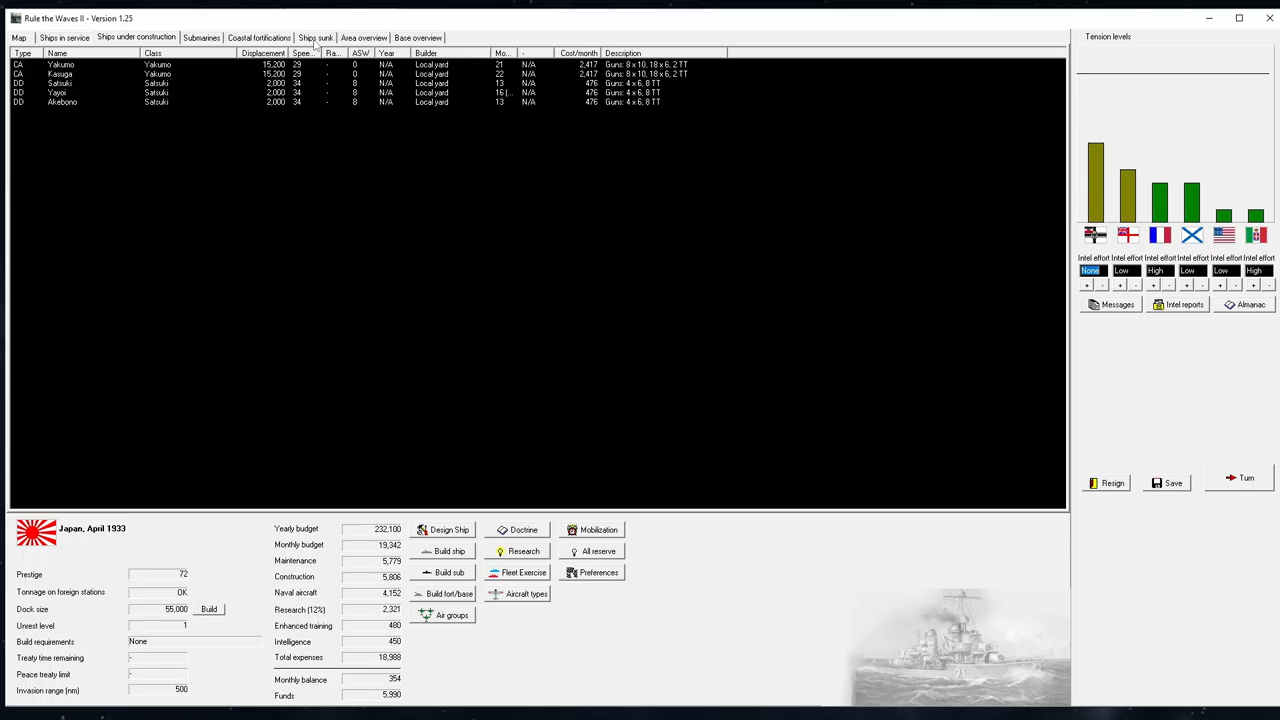 Rule the Waves II - Version 1.25
Map Ships in service Ships under construction Submarines Coastal fortifications Ships sunk Area overview Base overview
Type Name Class Displacement Spee... Ra... ASW Year Builder Mo... - Cost/month Description
CA Yakumo Yakumo 15,200 29 - 0 N/A Local yard 21 N/A 2,417 Guns: 8 x 10, 18 x 6, 2 TT
CA Kasuga Yakumo 15,200 29 - 0 N/A Local yard 22 N/A 2,417 Guns: 8 x 10, 18 x 6, 2 TT
DD Satsuki Satsuki 2,000 34 - 8 N/A Local yard 13 N/A 476 Guns: 4 x 6, 8 TT
DD Yayoi Satsuki 2,000 34 - 8 N/A Local yard 16 (... N/A 476 Guns: 4 x 6, 8 TT
DD Akebono Satsuki 2,000 34 - 8 N/A Local yard 13 N/A 476 Guns: 4 x 6, 8 TT
Tension levels
Intel effort Intel effort Intel effort Intel effort Intel effort Intel effort
None Low High Low Low High
+ - + - + - + - + - + -
Messages Intel reports Almanac
Resign Save Turn
Japan, April 1933
Prestige 72
Tonnage on foreign stations OK
Dock size 55,000 Build
Unrest level 1
Build requirements None
Treaty time remaining -
Peace treaty limit -
Invasion range (nm) 500
Yearly budget 232,100
Monthly budget 19,342
Maintenance 5,779
Construction 5,806
Naval aircraft 4,152
Research (12%) 2,321
Enhanced training 480
Intelligence 450
Total expenses 18,988
Monthly balance 354
Funds 5,990
Design Ship Doctrine Mobilization
Build ship Research All reserve
Build sub Fleet Exercise Preferences
Build fort/base Aircraft types
Air groups
71